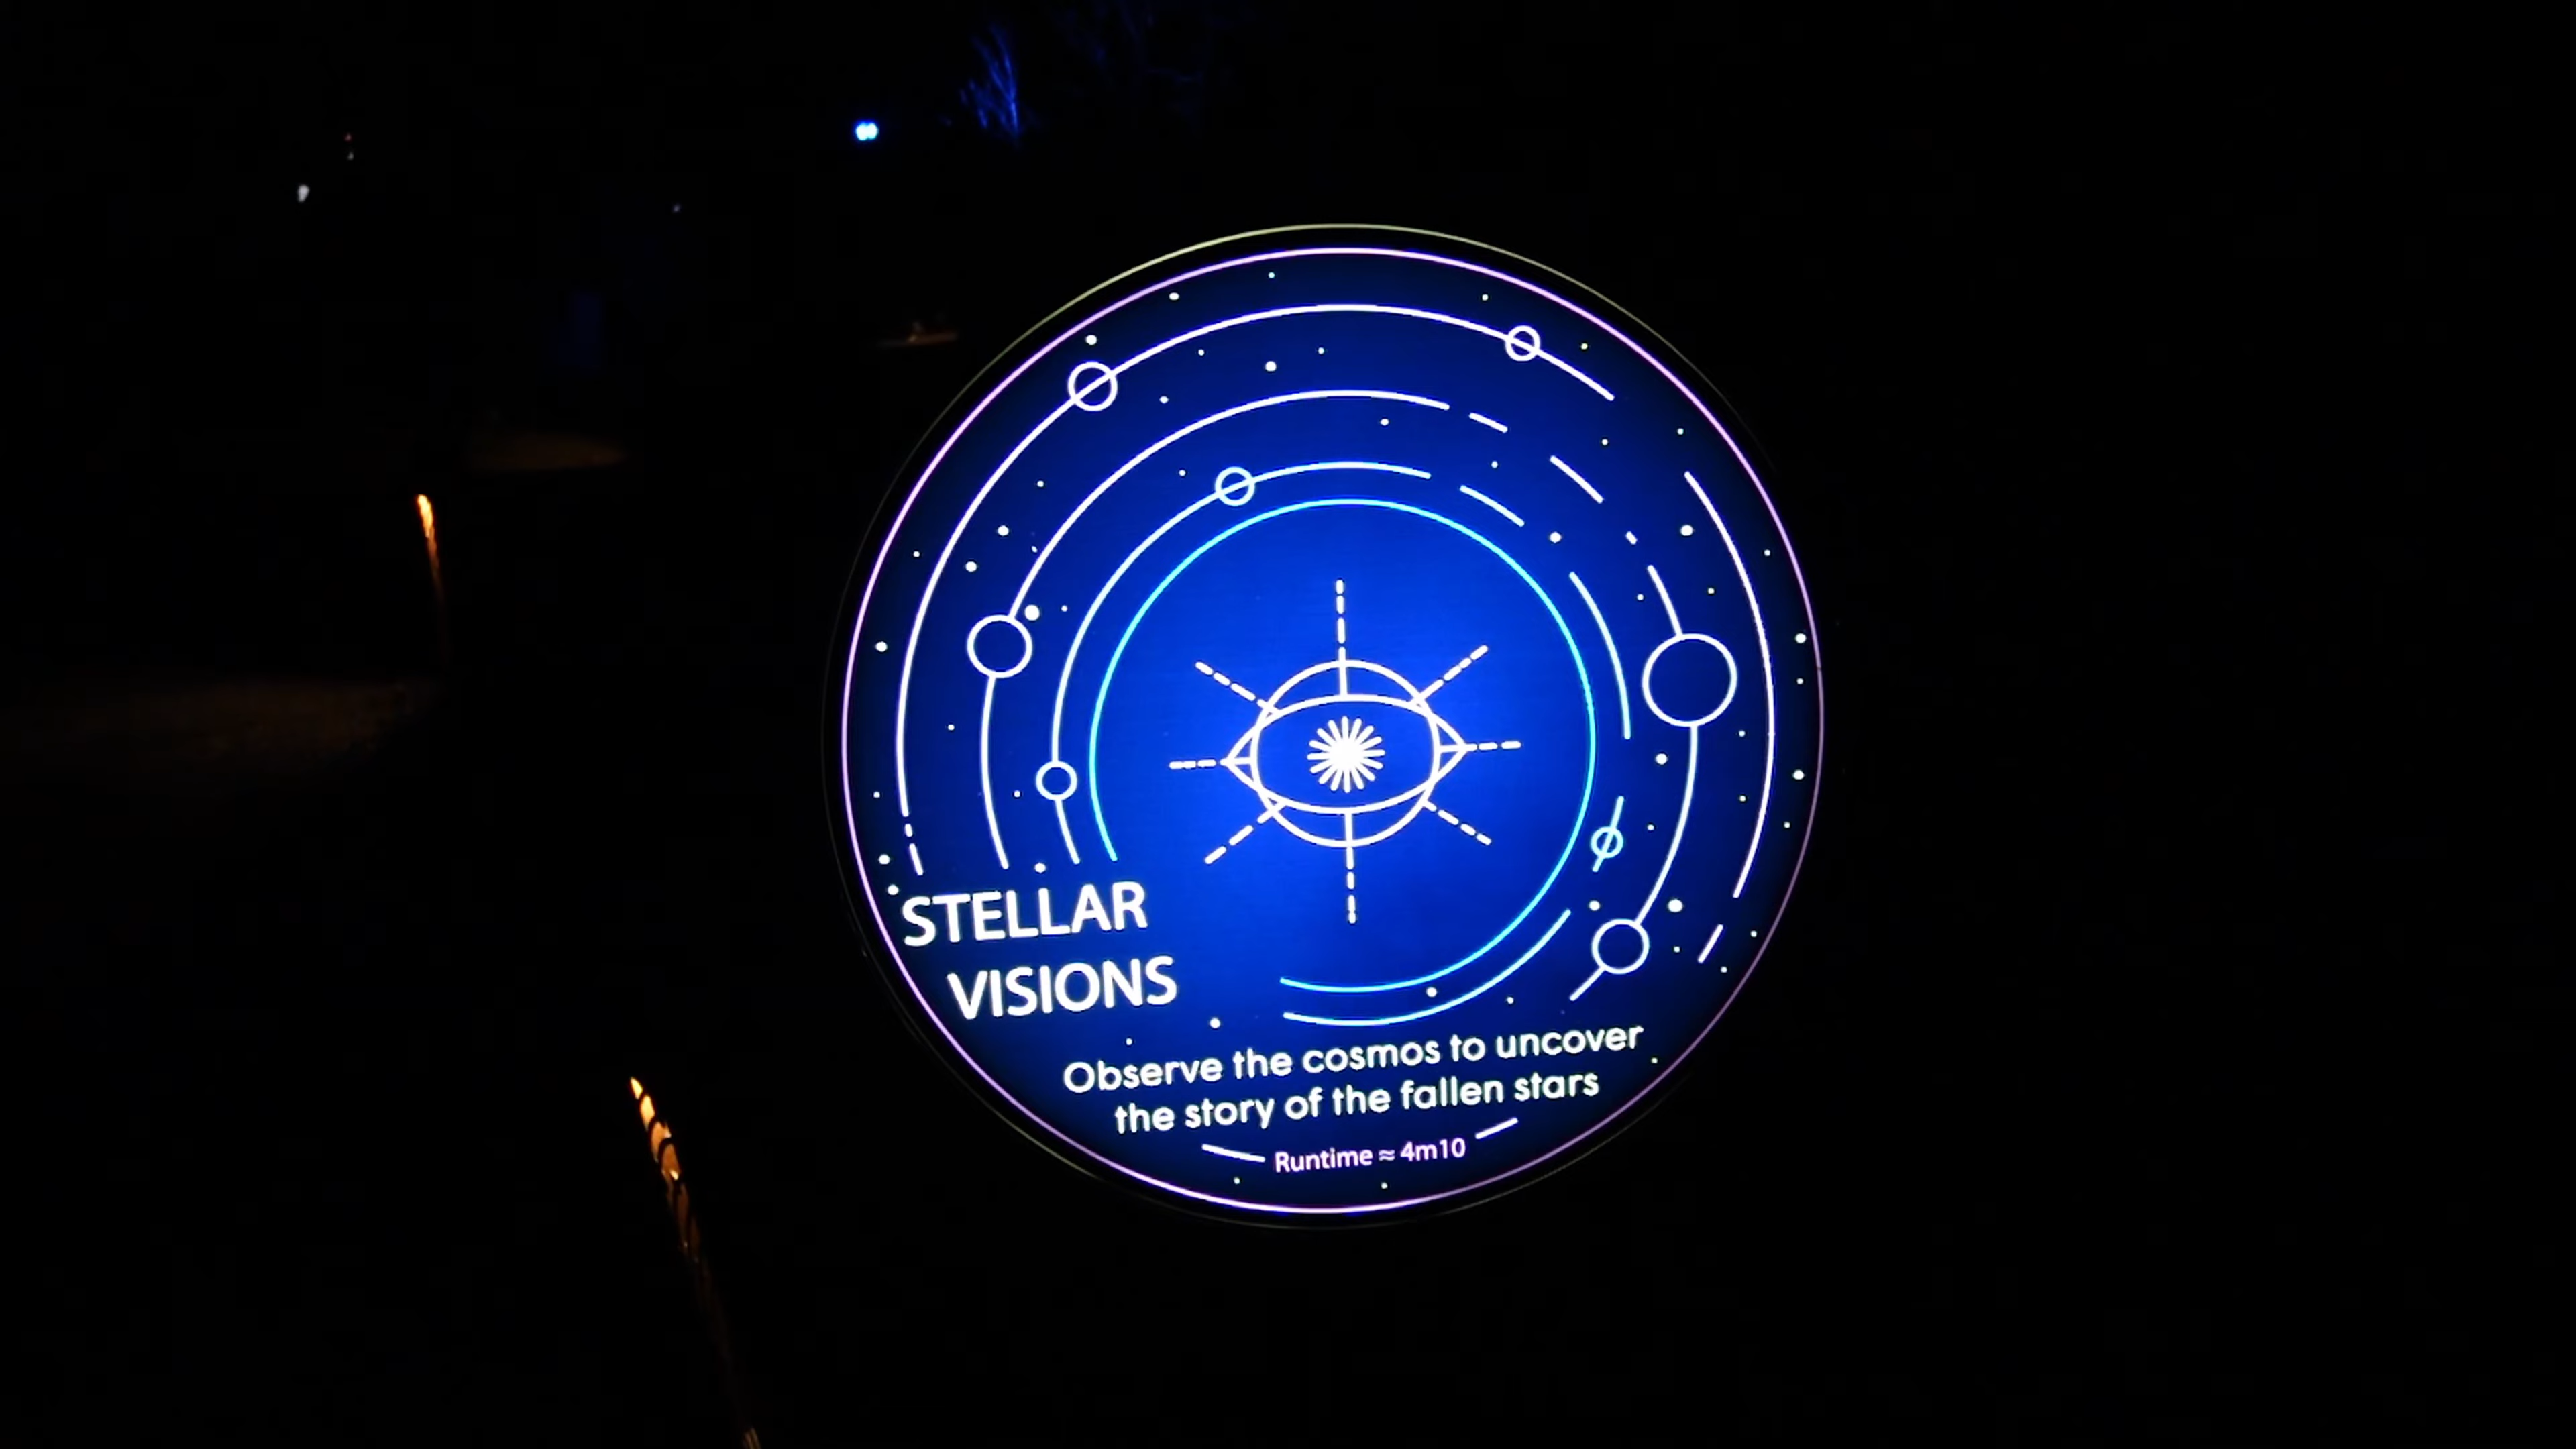 STELLAR
VISIONS
Observe the cosmos to uncover
the story of the fallen stars
Runtime ≈ 4m10